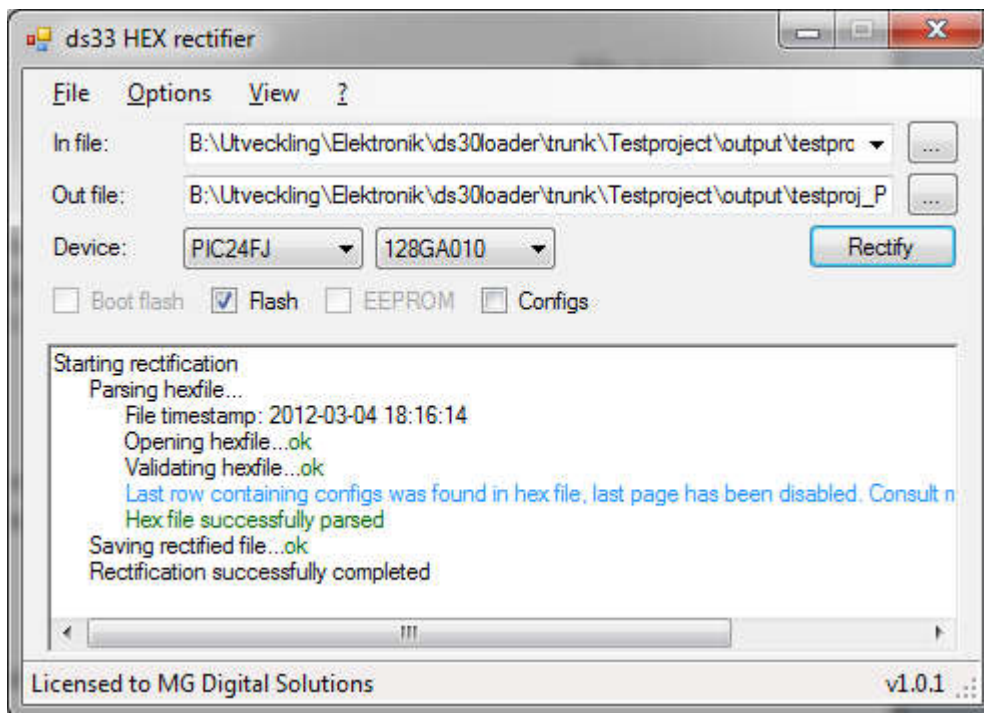 ds33 HEX rectifier
File Options View ?
In file: B:\Utveckling\Elektronik\ds30loader\trunk\Testproject\output\testprc ...
Out file: B:\Utveckling\Elektronik\ds30loader\trunk\Testproject\output\testproj_P ...
Device: PIC24FJ 128GA010 Rectify
Boot flash Flash EEPROM Configs
Starting rectification
Parsing hexfile...
File timestamp: 2012-03-04 18:16:14
Opening hexfile...ok
Validating hexfile...ok
Last row containing configs was found in hex file, last page has been disabled. Consult
Hex file successfully parsed
Saving rectified file...ok
Rectification successfully completed
Licensed to MG Digital Solutions v1.0.1